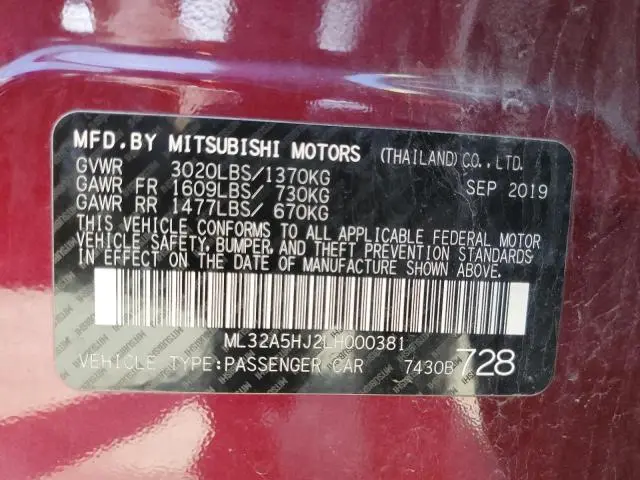 MFD.BY MITSUBISHI MOTORS (THAILAND) CO., LTD.
GVWR 3020LBS/1370KG SEP 2019
GAWR FR 1609LBS/ 730KG
GAWR RR 1477LBS/ 670KG
THIS VEHICLE CONFORMS TO ALL APPLICABLE FEDERAL MOTOR
VEHICLE SAFETY, BUMPER, AND THEFT PREVENTION STANDARDS
IN EFFECT ON THE DATE OF MANUFACTURE SHOWN ABOVE.
ML32A5HJ2LH000381
VEHICLE TYPE:PASSENGER CAR 7430B 728